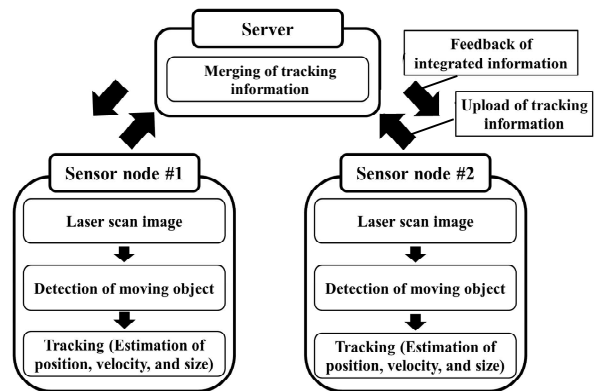 Server
Merging of tracking
information
Feedback of
integrated information
Upload of tracking
information
Sensor node #1
Laser scan image
Detection of moving object
Tracking (Estimation of
position, velocity, and size)
Sensor node #2
Laser scan image
Detection of moving object
Tracking (Estimation of
position, velocity, and size)